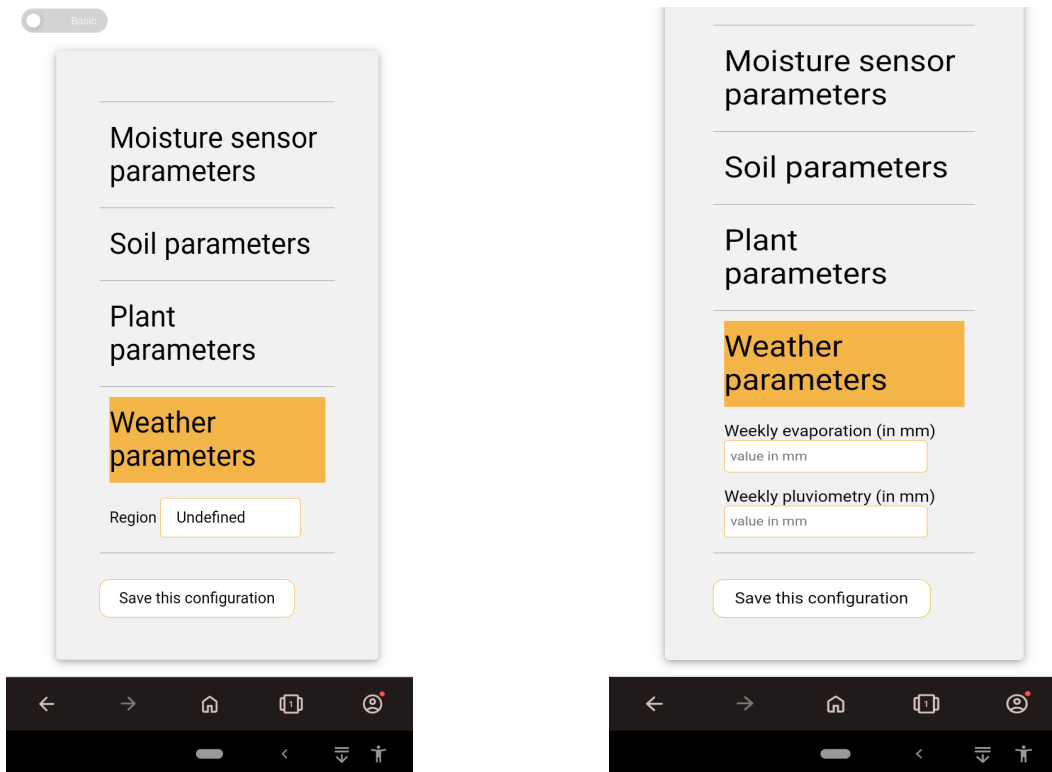 Basic
Moisture sensor
parameters
Soil parameters
Plant
parameters
Weather
parameters
Region Undefined
Save this configuration
1
Moisture sensor
parameters
Soil parameters
Plant
parameters
Weather
parameters
Weekly evaporation (in mm)
value in mm
Weekly pluviometry (in mm)
value in mm
Save this configuration
1